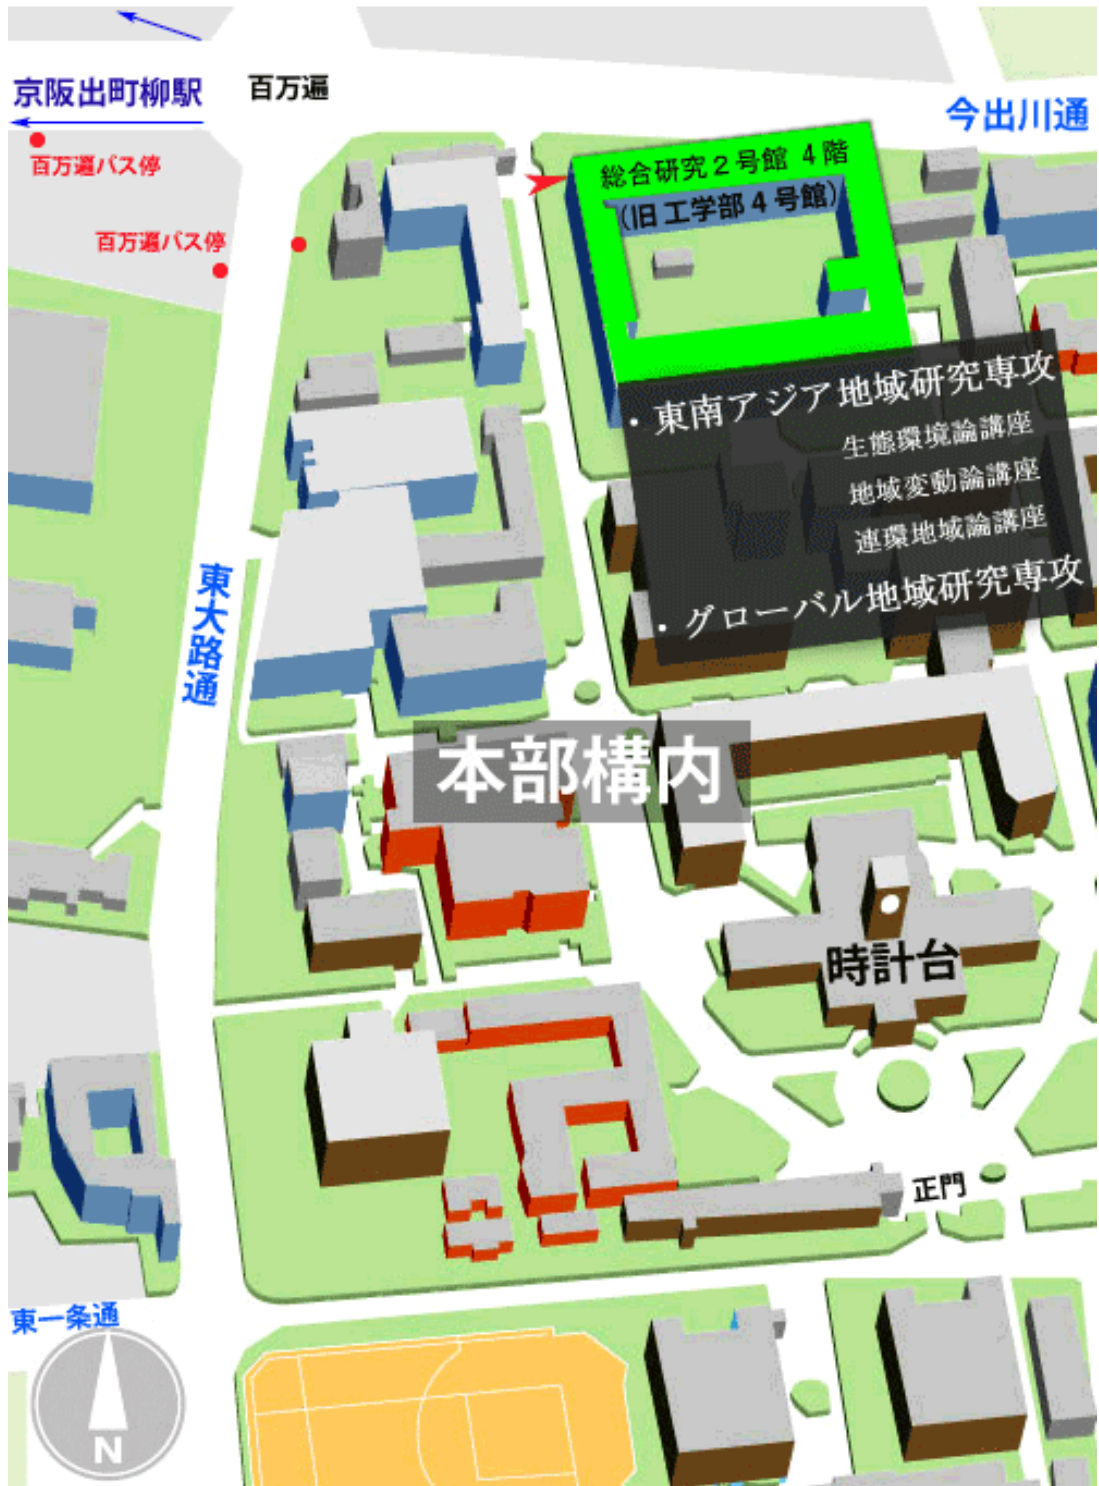 京阪出町柳駅
百万遍
今出川通
百万遍バス停
百万遍バス停
総合研究2号館 4階
(旧工学部4号館)
・東南アジア地域研究専攻
生態環境論講座
地域変動論講座
連環地域論講座
・グローバル地域研究専攻
東大路通
本部構内
時計台
正門
東一条通
N